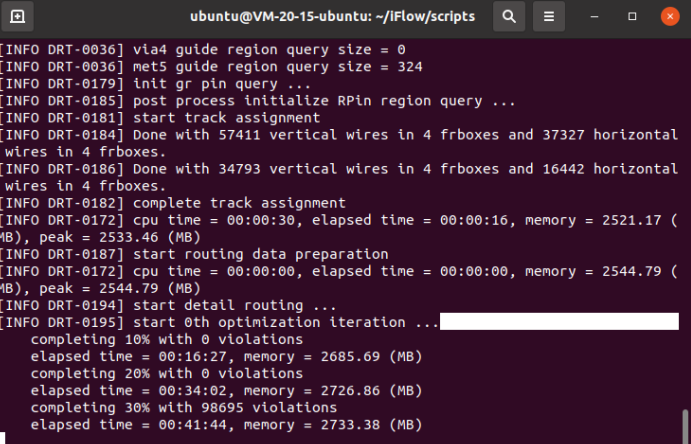 ubuntu@VM-20-15-ubuntu: ~/iFlow/scripts
[INFO DRT-0036] via4 guide region query size = 0
[INFO DRT-0036] met5 guide region query size = 324
[INFO DRT-0179] init gr pin query ...
[INFO DRT-0185] post process initialize RPin region query ...
[INFO DRT-0181] start track assignment
[INFO DRT-0184] Done with 57411 vertical wires in 4 frboxes and 37327 horizontal
 wires in 4 frboxes.
[INFO DRT-0186] Done with 34793 vertical wires in 4 frboxes and 16442 horizontal
 wires in 4 frboxes.
[INFO DRT-0182] complete track assignment
[INFO DRT-0172] cpu time = 00:00:30, elapsed time = 00:00:16, memory = 2521.17 (
MB), peak = 2533.46 (MB)
[INFO DRT-0187] start routing data preparation
[INFO DRT-0172] cpu time = 00:00:00, elapsed time = 00:00:00, memory = 2544.79 (
MB), peak = 2544.79 (MB)
[INFO DRT-0194] start detail routing ...
[INFO DRT-0195] start 0th optimization iteration ...
    completing 10% with 0 violations
    elapsed time = 00:16:27, memory = 2685.69 (MB)
    completing 20% with 0 violations
    elapsed time = 00:34:02, memory = 2726.86 (MB)
    completing 30% with 98695 violations
    elapsed time = 00:41:44, memory = 2733.38 (MB)